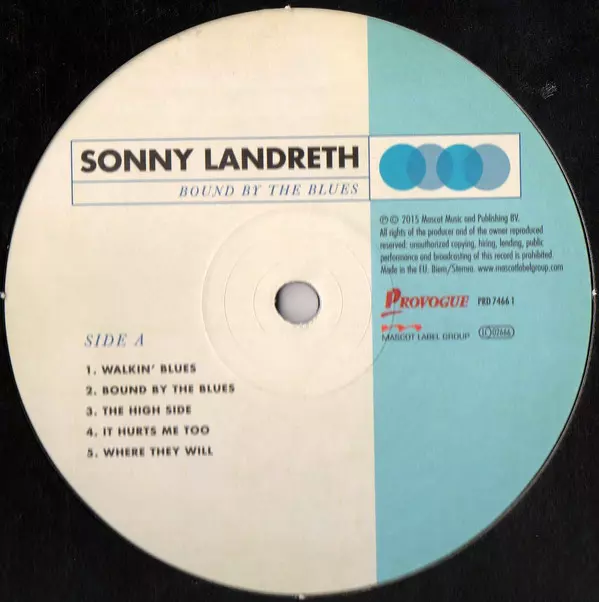 SONNY LANDRETH
BOUND BY THE BLUES
℗ © 2015 Mascot Music and Publishing BV.
All rights of the producer and of the owner reproduced
reserved: unauthorized copying, hiring, lending, public
performance and broadcasting of this record is prohibited.
Made in the EU. Biem/Stemra. www.mascotlabelgroup.com
PROVOGUE PRD 7466 1
MASCOT LABEL GROUP LC 02666
SIDE A
1. WALKIN' BLUES
2. BOUND BY THE BLUES
3. THE HIGH SIDE
4. IT HURTS ME TOO
5. WHERE THEY WILL